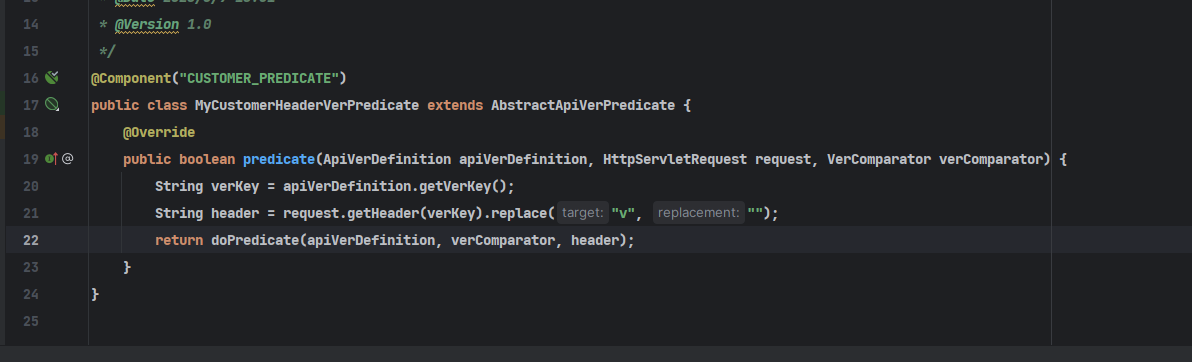 14 * @Version 1.0
15 */
16 @Component("CUSTOMER_PREDICATE")
17 public class MyCustomerHeaderVerPredicate extends AbstractApiVerPredicate {
18 @Override
19 @ public boolean predicate(ApiVerDefinition apiVerDefinition, HttpServletRequest request, VerComparator verComparator) {
20 String verKey = apiVerDefinition.getVerKey();
21 String header = request.getHeader(verKey).replace( target: "v", replacement: "");
22 return doPredicate(apiVerDefinition, verComparator, header);
23 }
24 }
25